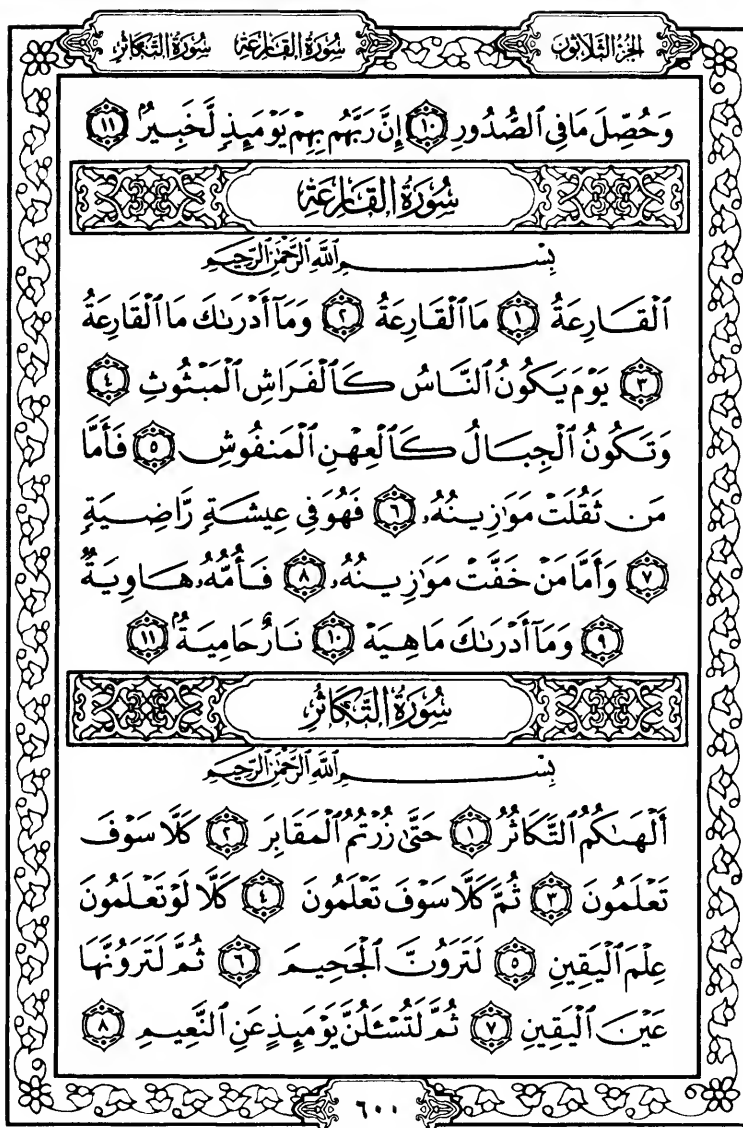 الجزء الثلاثون سورة القارعة سورة التكاثر
وَحُصِّلَ مَا فِي ٱلصُّدُورِ ١٠ إِنَّ رَبَّهُم بِهِمْ يَوْمَئِذٍ لَّخَبِيرٌۢ ١١
سُورَةُ القَارِعَةِ
بِسْمِ ٱللَّهِ ٱلرَّحْمَٰنِ ٱلرَّحِيمِ
ٱلْقَارِعَةُ ١ مَا ٱلْقَارِعَةُ ٢ وَمَآ أَدْرَىٰكَ مَا ٱلْقَارِعَةُ
٣ يَوْمَ يَكُونُ ٱلنَّاسُ كَٱلْفَرَاشِ ٱلْمَبْثُوثِ ٤
وَتَكُونُ ٱلْجِبَالُ كَٱلْعِهْنِ ٱلْمَنفُوشِ ٥ فَأَمَّا
مَن ثَقُلَتْ مَوَٰزِينُهُۥ ٦ فَهُوَ فِي عِيشَةٍ رَّاضِيَةٍ
٧ وَأَمَّا مَنْ خَفَّتْ مَوَٰزِينُهُۥ ٨ فَأُمُّهُۥ هَاوِيَةٌ
٩ وَمَآ أَدْرَىٰكَ مَا هِيَهْ ١٠ نَارٌ حَامِيَةٌۢ ١١
سُورَةُ التَّكَاثُرِ
بِسْمِ ٱللَّهِ ٱلرَّحْمَٰنِ ٱلرَّحِيمِ
أَلْهَىٰكُمُ ٱلتَّكَاثُرُ ١ حَتَّىٰ زُرْتُمُ ٱلْمَقَابِرَ ٢ كَلَّا سَوْفَ
تَعْلَمُونَ ٣ ثُمَّ كَلَّا سَوْفَ تَعْلَمُونَ ٤ كَلَّا لَوْ تَعْلَمُونَ
عِلْمَ ٱلْيَقِينِ ٥ لَتَرَوُنَّ ٱلْجَحِيمَ ٦ ثُمَّ لَتَرَوُنَّهَا
عَيْنَ ٱلْيَقِينِ ٧ ثُمَّ لَتُسْـَٔلُنَّ يَوْمَئِذٍ عَنِ ٱلنَّعِيمِ ٨
٦٠٠